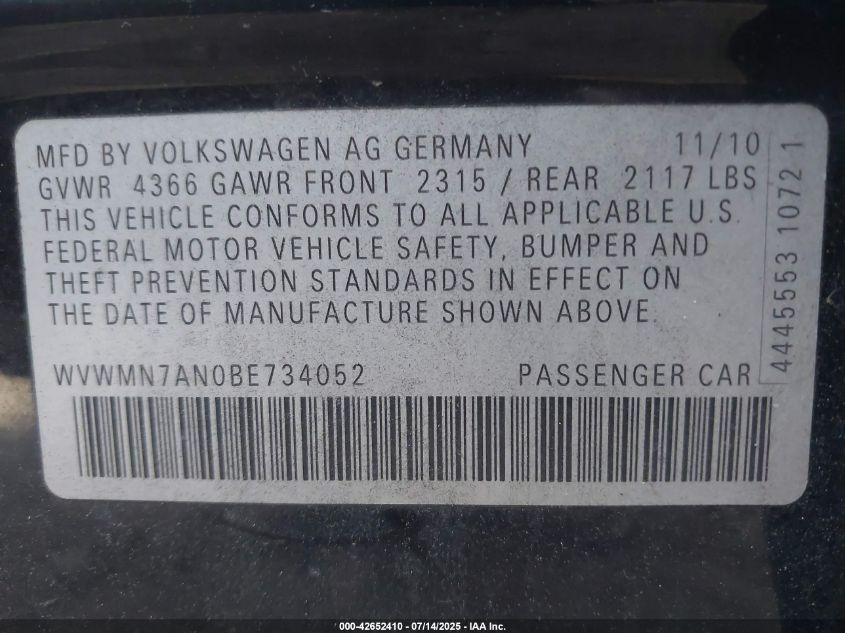 MFD BY VOLKSWAGEN AG GERMANY 11/10
GVWR 4366 GAWR FRONT 2315 / REAR 2117 LBS
THIS VEHICLE CONFORMS TO ALL APPLICABLE U.S.
FEDERAL MOTOR VEHICLE SAFETY, BUMPER AND
THEFT PREVENTION STANDARDS IN EFFECT ON
THE DATE OF MANUFACTURE SHOWN ABOVE.
WVWMN7AN0BE734052 PASSENGER CAR
4445553 1072 1
000-42652410 - 07/14/2025 - IAA Inc.